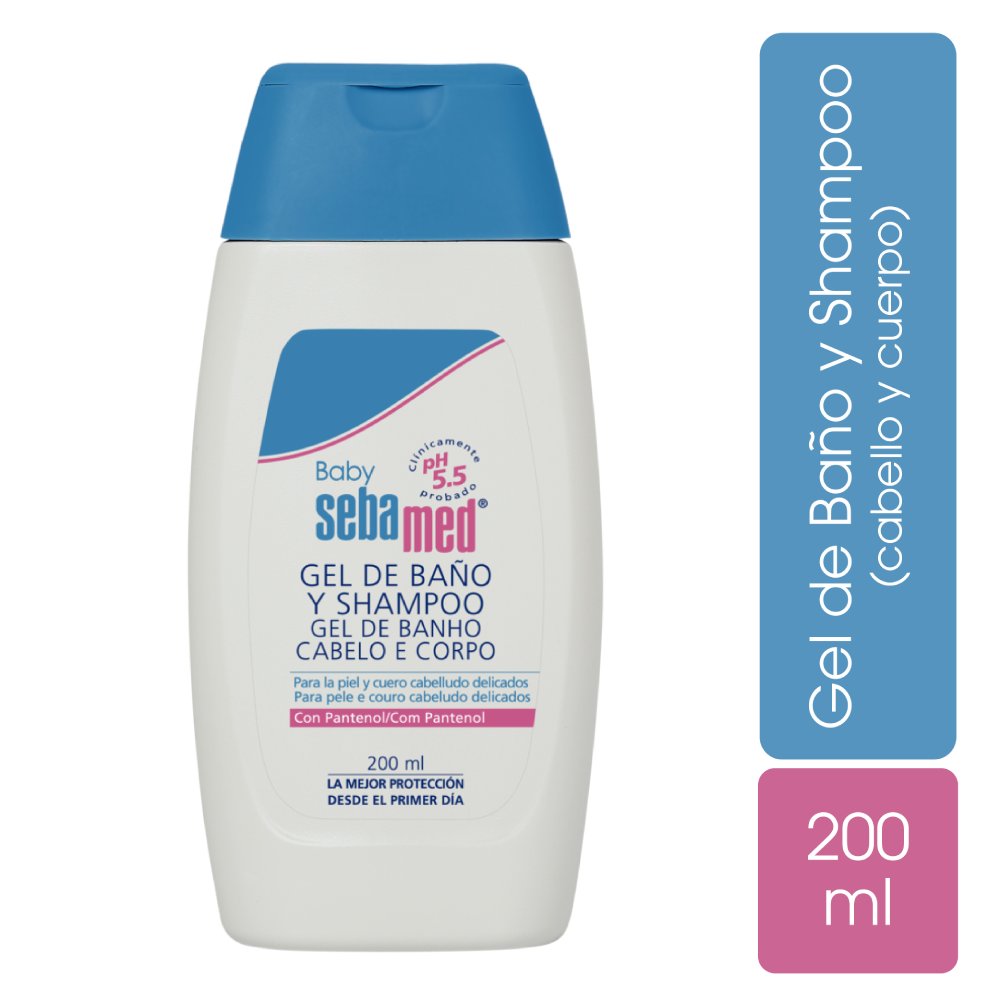 Baby
Clínicamente
pH
5.5
probado
sebamed®
GEL DE BAÑO
Y SHAMPOO
GEL DE BANHO
CABELO E CORPO
Para la piel y cuero cabelludo delicados
Para pele e couro cabeludo delicados
Con Pantenol/Com Pantenol
200 ml
LA MEJOR PROTECCIÓN
DESDE EL PRIMER DÍA
Gel de Baño y Shampoo
(cabello y cuerpo)
200
ml